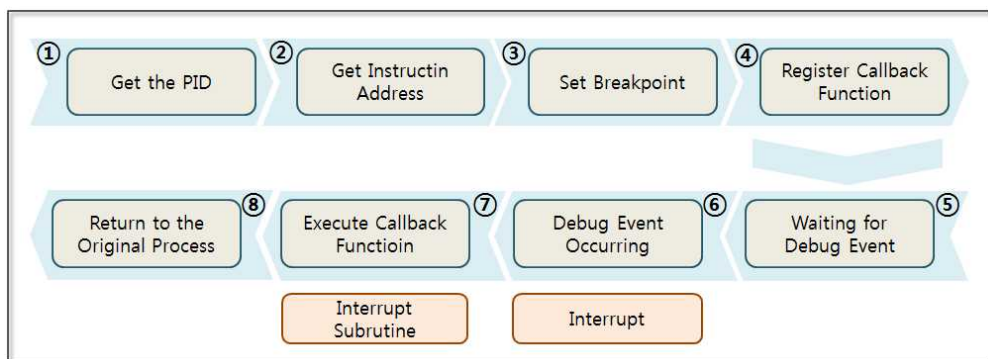 ①
Get the PID
②
Get Instructin
Address
③
Set Breakpoint
④
Register Callback
Function
⑤
Waiting for
Debug Event
⑥
Debug Event
Occurring
⑦
Execute Callback
Functioin
⑧
Return to the
Original Process
Interrupt
Subrutine
Interrupt